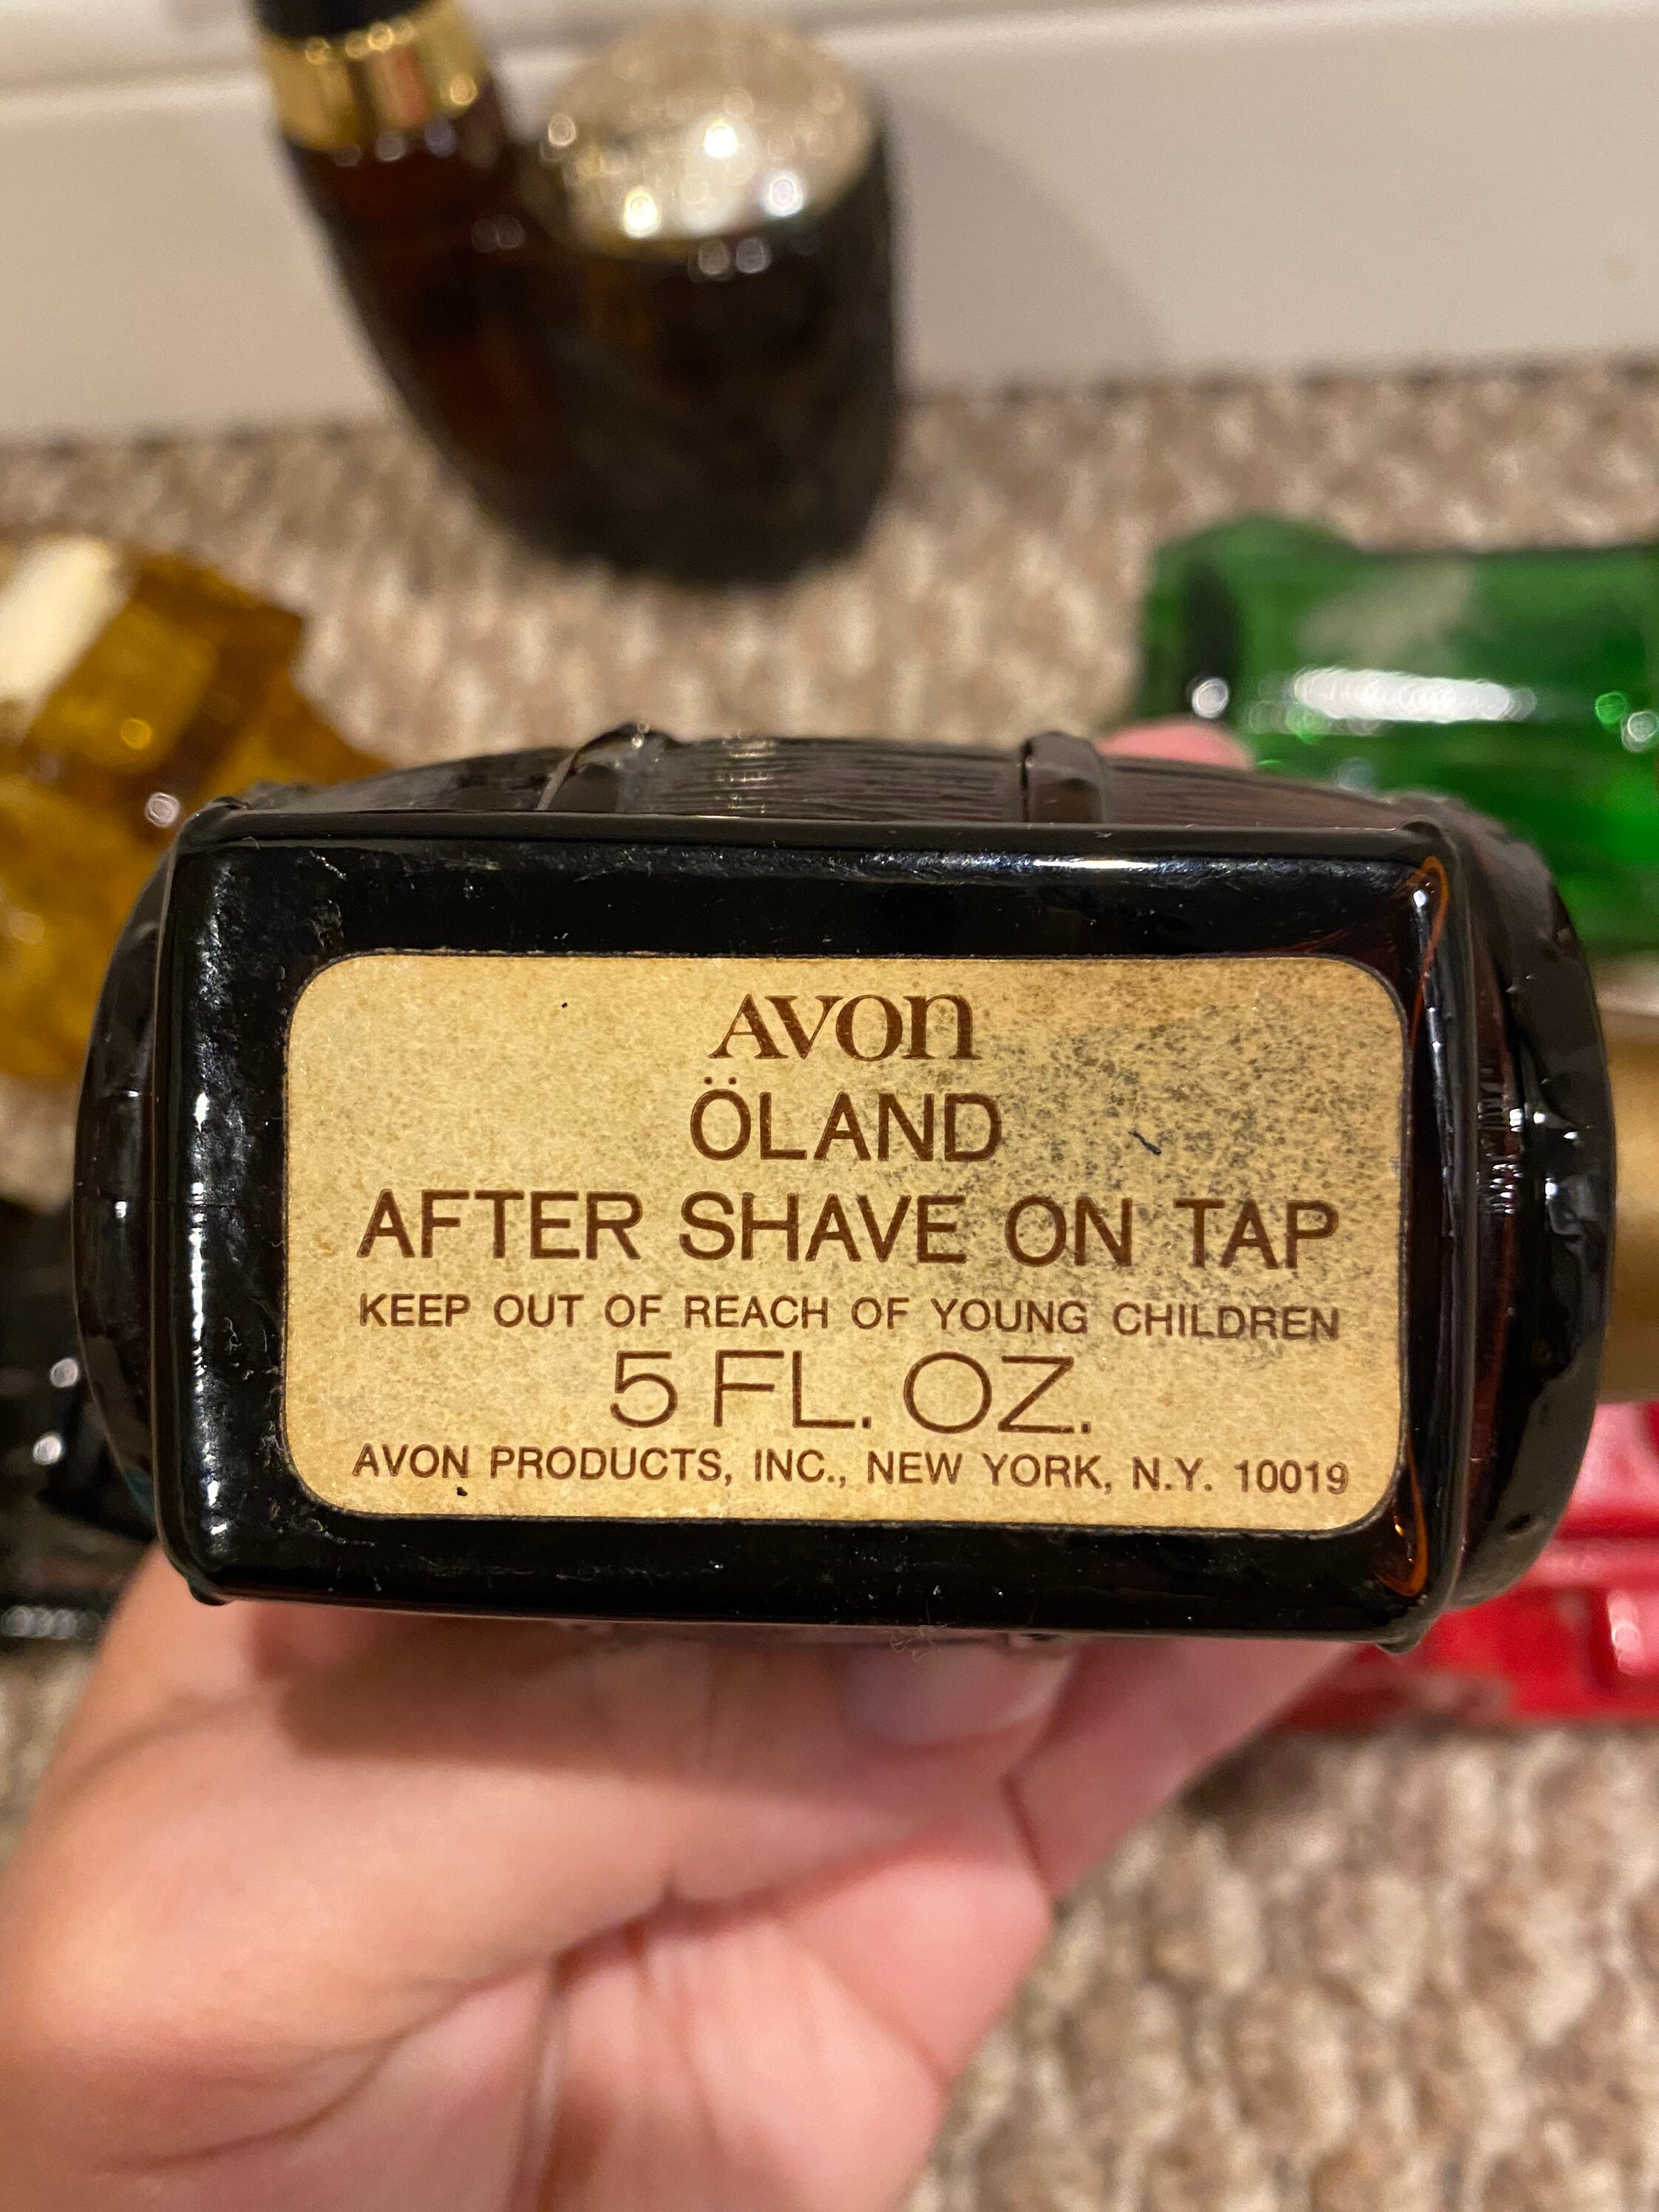 AVON
ÖLAND
AFTER SHAVE ON TAP
KEEP OUT OF REACH OF YOUNG CHILDREN
5 FL. OZ.
AVON PRODUCTS, INC., NEW YORK, N.Y. 10019